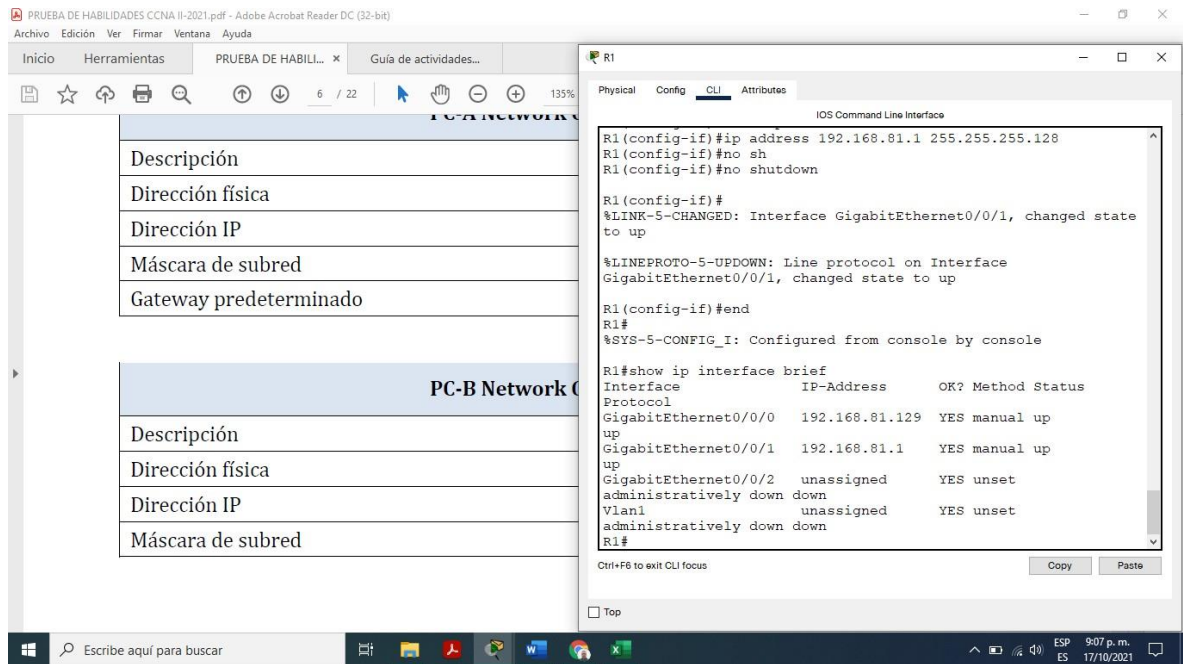 PRUEBA DE HABILIDADES CCNA II-2021.pdf - Adobe Acrobat Reader DC (32-bit)
Archivo Edición Ver Firmar Ventana Ayuda
Inicio Herramientas PRUEBA DE HABILI... × Guía de actividades...
6 / 22 135%
Descripción
Dirección física
Dirección IP
Máscara de subred
Gateway predeterminado
PC-B Network
Descripción
Dirección física
Dirección IP
Máscara de subred
R1
Physical Config CLI Attributes
IOS Command Line Interface
R1(config-if)#ip address 192.168.81.1 255.255.255.128
R1(config-if)#no sh
R1(config-if)#no shutdown
R1(config-if)#
%LINK-5-CHANGED: Interface GigabitEthernet0/0/1, changed state
to up
%LINEPROTO-5-UPDOWN: Line protocol on Interface
GigabitEthernet0/0/1, changed state to up
R1(config-if)#end
R1#
%SYS-5-CONFIG_I: Configured from console by console
R1#show ip interface brief
Interface IP-Address OK? Method Status
Protocol
GigabitEthernet0/0/0 192.168.81.129 YES manual up
up
GigabitEthernet0/0/1 192.168.81.1 YES manual up
up
GigabitEthernet0/0/2 unassigned YES unset
administratively down down
Vlan1 unassigned YES unset
administratively down down
R1#
Ctrl+F6 to exit CLI focus
Copy Paste
Top
Escribe aquí para buscar
ESP 9:07 p. m.
ES 17/10/2021